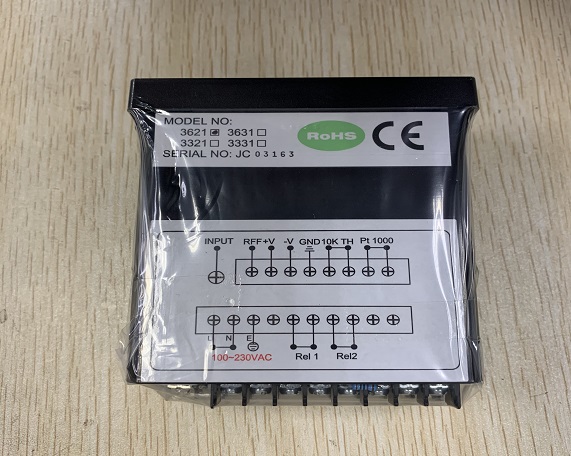 MODEL NO:
3621 3631
3321 3331
SERIAL NO: JC 03163
RoHS
CE
INPUT RFF+V -V GND 10K TH Pt 1000
L N E
100~230VAC Rel 1 Rel2